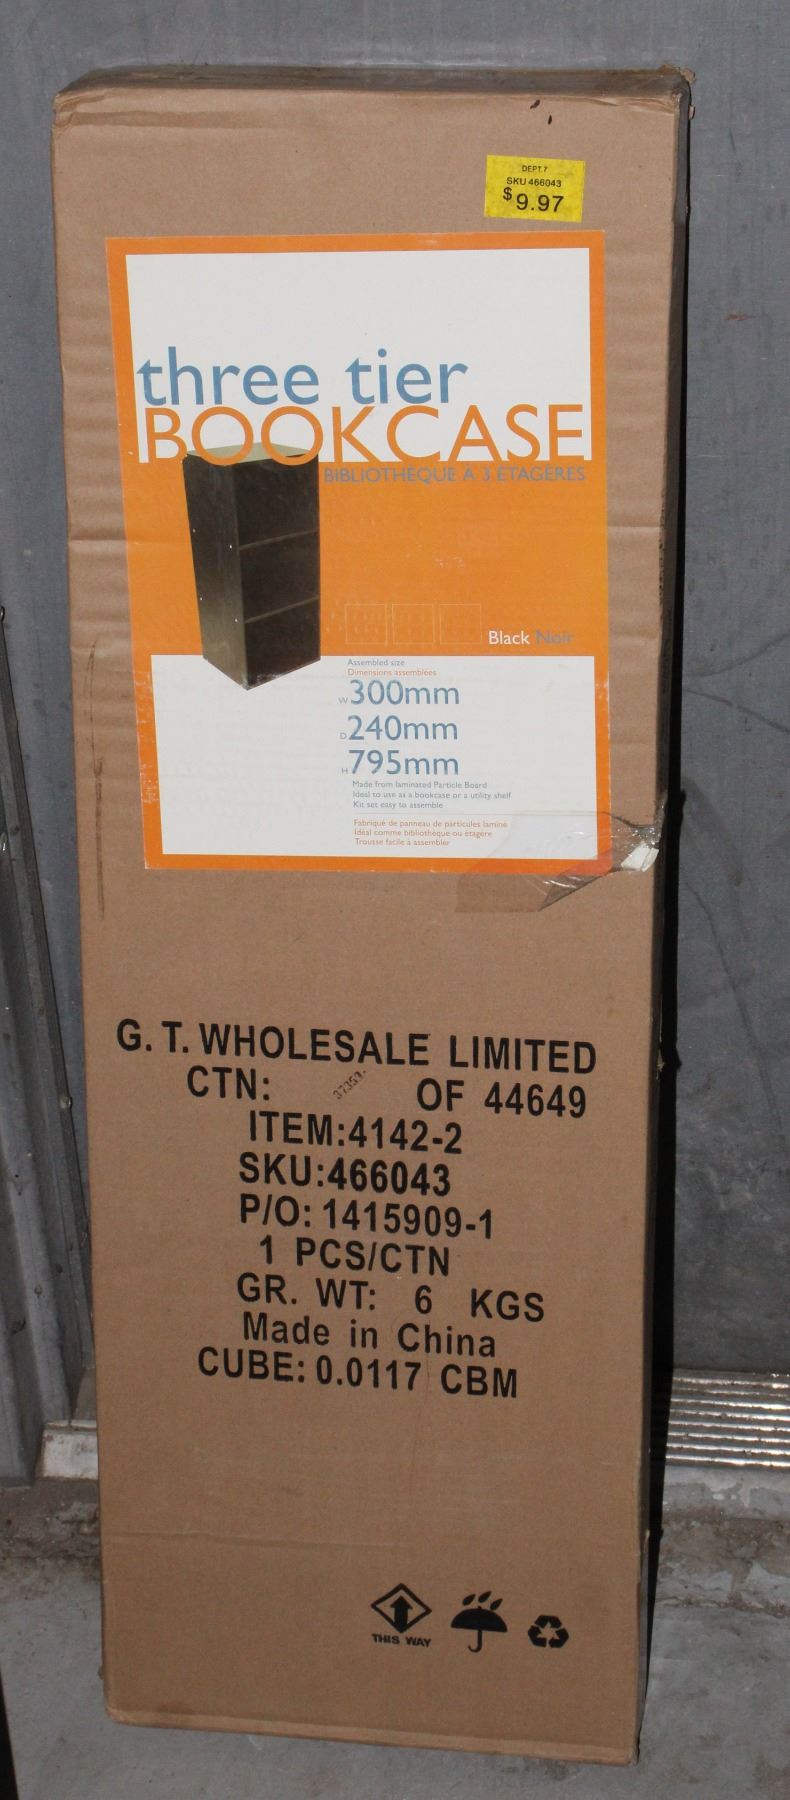 DEPT.7
SKU 466043
$9.97
three tier
BOOKCASE
BIBLIOTHÈQUE À 3 ÉTAGÈRES
Black Noir
Assembled size
Dimensions assemblées
W 300mm
D 240mm
H 795mm
Made from laminated Particle Board
Ideal to use as a bookcase or a utility shelf
Kit set easy to assemble
Fabriqué de panneau de particules laminé
Idéal comme bibliothèque ou étagère
Trousse facile à assembler
G. T. WHOLESALE LIMITED
CTN: OF 44649
ITEM:4142-2
SKU:466043
P/O: 1415909-1
1 PCS/CTN
GR. WT: 6 KGS
Made in China
CUBE: 0.0117 CBM
THIS WAY